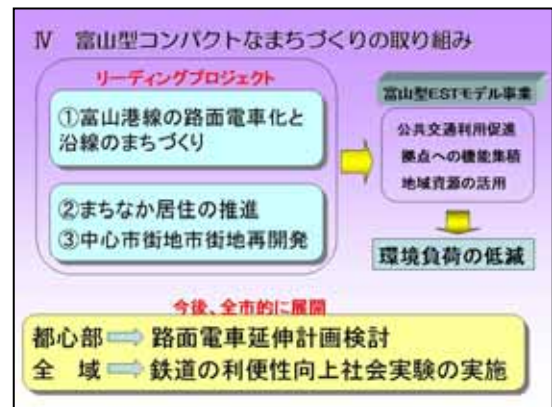 Ⅳ 富山型コンパクトなまちづくりの取り組み
リーディングプロジェクト
①富山港線の路面電車化と
沿線のまちづくり
②まちなか居住の推進
③中心市街地市街地再開発
富山型ESTモデル事業
公共交通利用促進
拠点への機能集積
地域資源の活用
環境負荷の低減
今後、全市的に展開
都心部 ⇒ 路面電車延伸計画検討
全 域 ⇒ 鉄道の利便性向上社会実験の実施